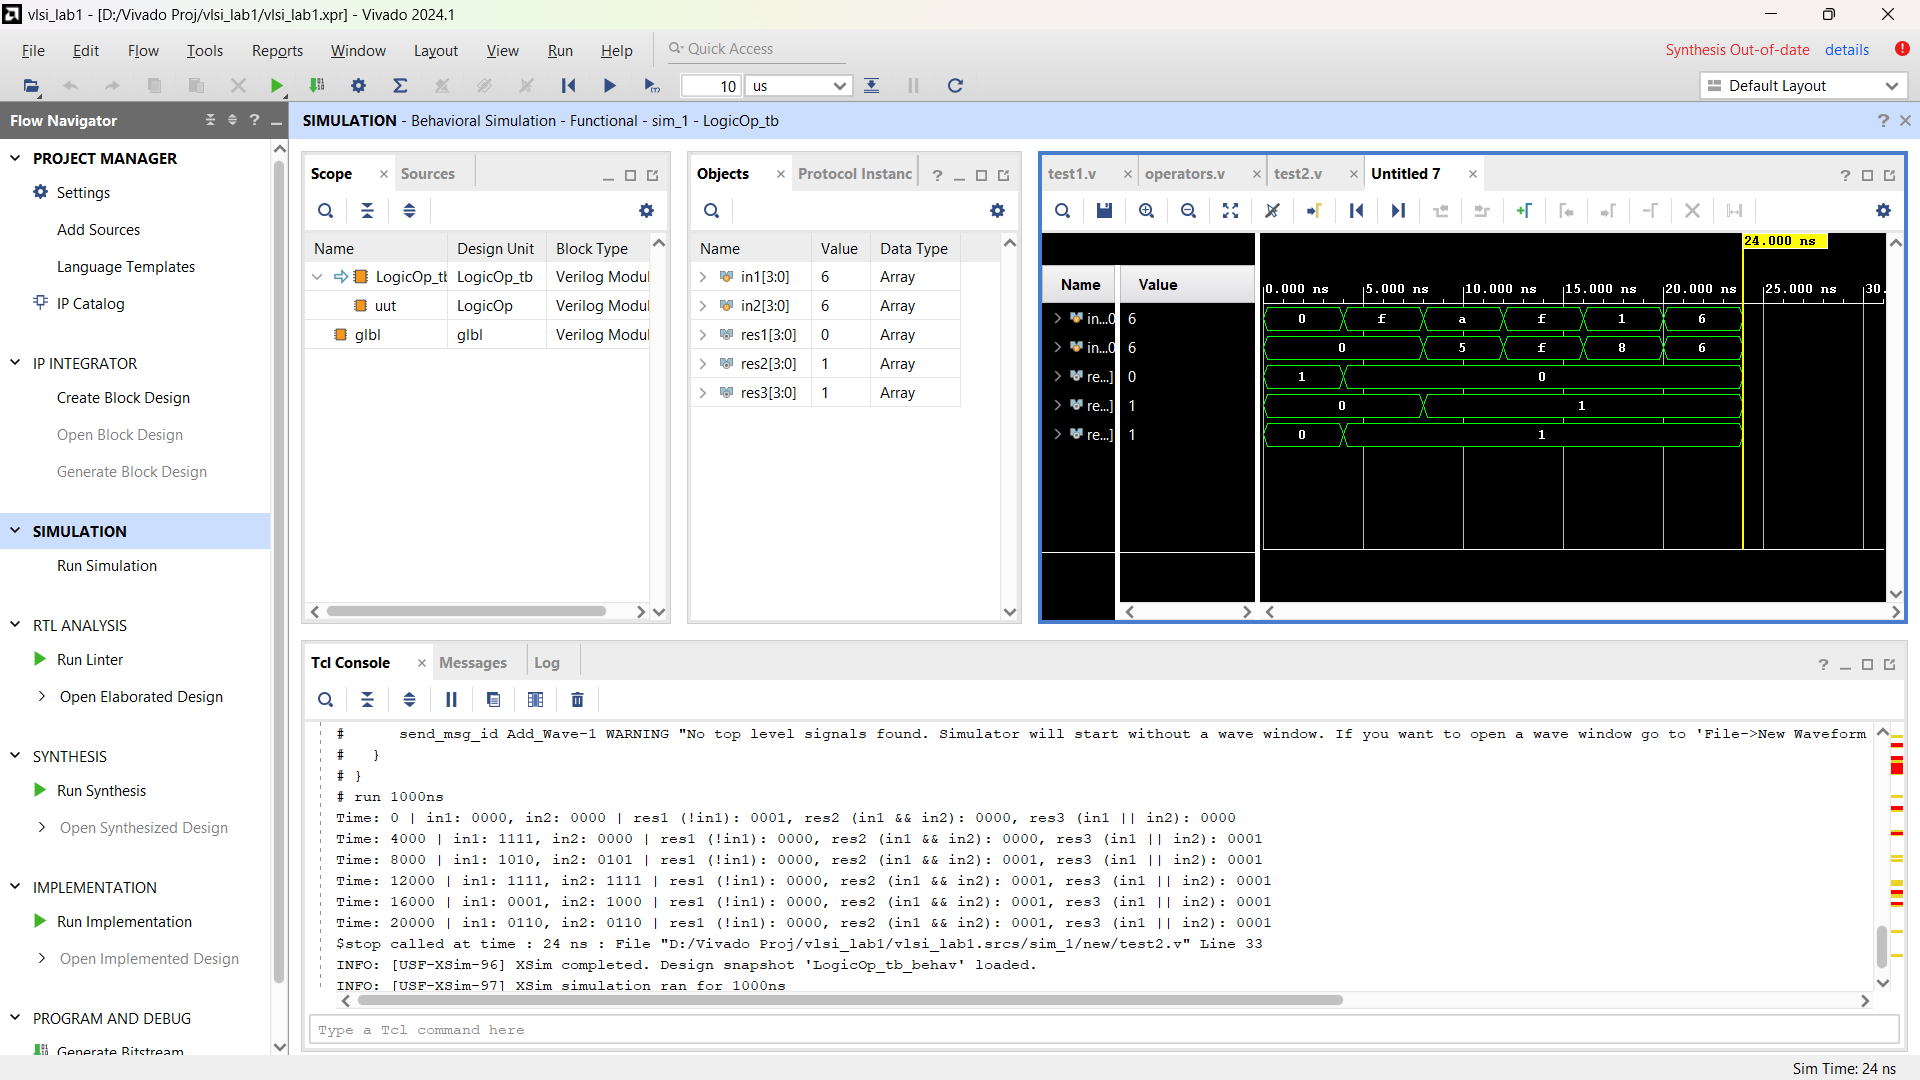 vlsi_lab1 - [D:/Vivado Proj/vlsi_lab1/vlsi_lab1.xpr] - Vivado 2024.1
File Edit Flow Tools Reports Window Layout View Run Help Quick Access
Synthesis Out-of-date details
10 us
Default Layout
Flow Navigator
PROJECT MANAGER
Settings
Add Sources
Language Templates
IP Catalog
IP INTEGRATOR
Create Block Design
Open Block Design
Generate Block Design
SIMULATION
Run Simulation
RTL ANALYSIS
Run Linter
Open Elaborated Design
SYNTHESIS
Run Synthesis
Open Synthesized Design
IMPLEMENTATION
Run Implementation
Open Implemented Design
PROGRAM AND DEBUG
Generate Bitstream
SIMULATION - Behavioral Simulation - Functional - sim_1 - LogicOp_tb
Scope Sources
Name Design Unit Block Type
LogicOp_tb LogicOp_tb Verilog Modul
uut LogicOp Verilog Modul
glbl glbl Verilog Modul
Objects Protocol Instanc
Name Value Data Type
in1[3:0] 6 Array
in2[3:0] 6 Array
res1[3:0] 0 Array
res2[3:0] 1 Array
res3[3:0] 1 Array
test1.v operators.v test2.v Untitled 7
24.000 ns
Name Value
0.000 ns 5.000 ns 10.000 ns 15.000 ns 20.000 ns 25.000 ns 30.
in...0 6 0 f a f 1 6
in...0 6 0 5 f 8 6
re...] 0 1 0
re...] 1 0 1
re...] 1 0 1
Tcl Console Messages Log
# send_msg_id Add_Wave-1 WARNING "No top level signals found. Simulator will start without a wave window. If you want to open a wave window go to 'File->New Waveform
# }
# }
# run 1000ns
Time: 0 | in1: 0000, in2: 0000 | res1 (!in1): 0001, res2 (in1 && in2): 0000, res3 (in1 || in2): 0000
Time: 4000 | in1: 1111, in2: 0000 | res1 (!in1): 0000, res2 (in1 && in2): 0000, res3 (in1 || in2): 0001
Time: 8000 | in1: 1010, in2: 0101 | res1 (!in1): 0000, res2 (in1 && in2): 0001, res3 (in1 || in2): 0001
Time: 12000 | in1: 1111, in2: 1111 | res1 (!in1): 0000, res2 (in1 && in2): 0001, res3 (in1 || in2): 0001
Time: 16000 | in1: 0001, in2: 1000 | res1 (!in1): 0000, res2 (in1 && in2): 0001, res3 (in1 || in2): 0001
Time: 20000 | in1: 0110, in2: 0110 | res1 (!in1): 0000, res2 (in1 && in2): 0001, res3 (in1 || in2): 0001
$stop called at time : 24 ns : File "D:/Vivado Proj/vlsi_lab1/vlsi_lab1.srcs/sim_1/new/test2.v" Line 33
INFO: [USF-XSim-96] XSim completed. Design snapshot 'LogicOp_tb_behav' loaded.
INFO: [USF-XSim-97] XSim simulation ran for 1000ns
Type a Tcl command here
Sim Time: 24 ns